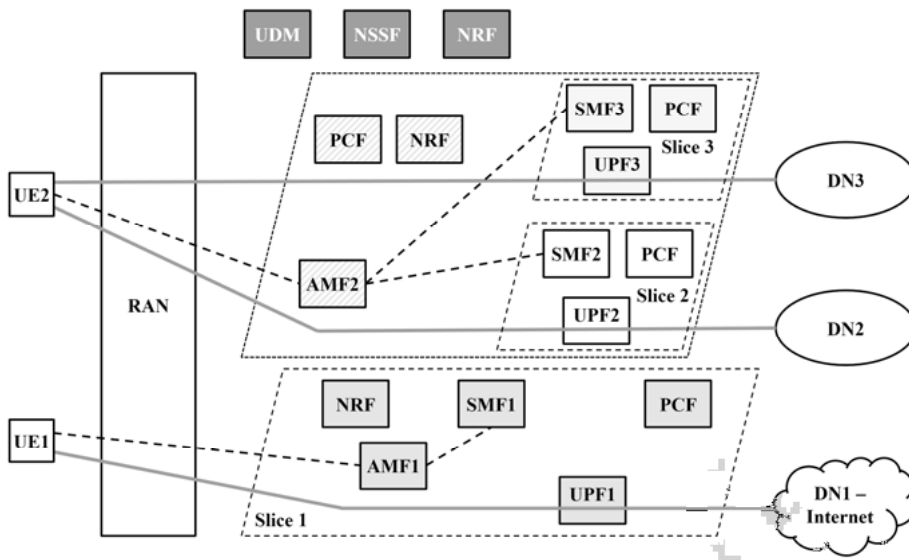 UDM
NSSF
NRF
SMF3
PCF
PCF
NRF
Slice 3
UPF3
UE2
DN3
SMF2
PCF
AMF2
Slice 2
RAN
UPF2
DN2
NRF
SMF1
PCF
UE1
AMF1
UPF1
DN1 –
Internet
Slice 1